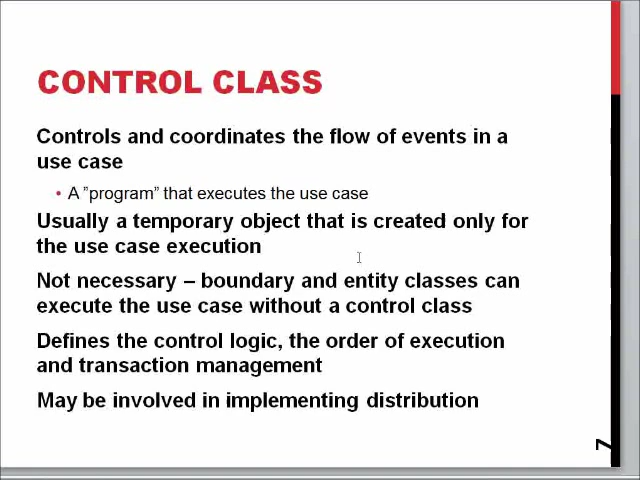 CONTROL CLASS
Controls and coordinates the flow of events in a
use case
• A ”program” that executes the use case
Usually a temporary object that is created only for
the use case execution
Not necessary – boundary and entity classes can
execute the use case without a control class
Defines the control logic, the order of execution
and transaction management
May be involved in implementing distribution
7